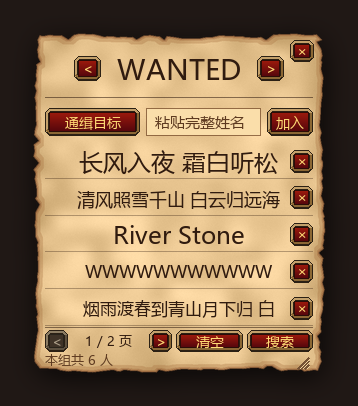 < WANTED > ×
通缉目标 粘贴完整姓名 加入
长风入夜 霜白听松 ×
清风照雪千山 白云归远海 ×
River Stone ×
WWWWWWWWWWW ×
烟雨渡春到青山月下归 白 ×
< 1 / 2 页 > 清空 搜索
本组共 6 人